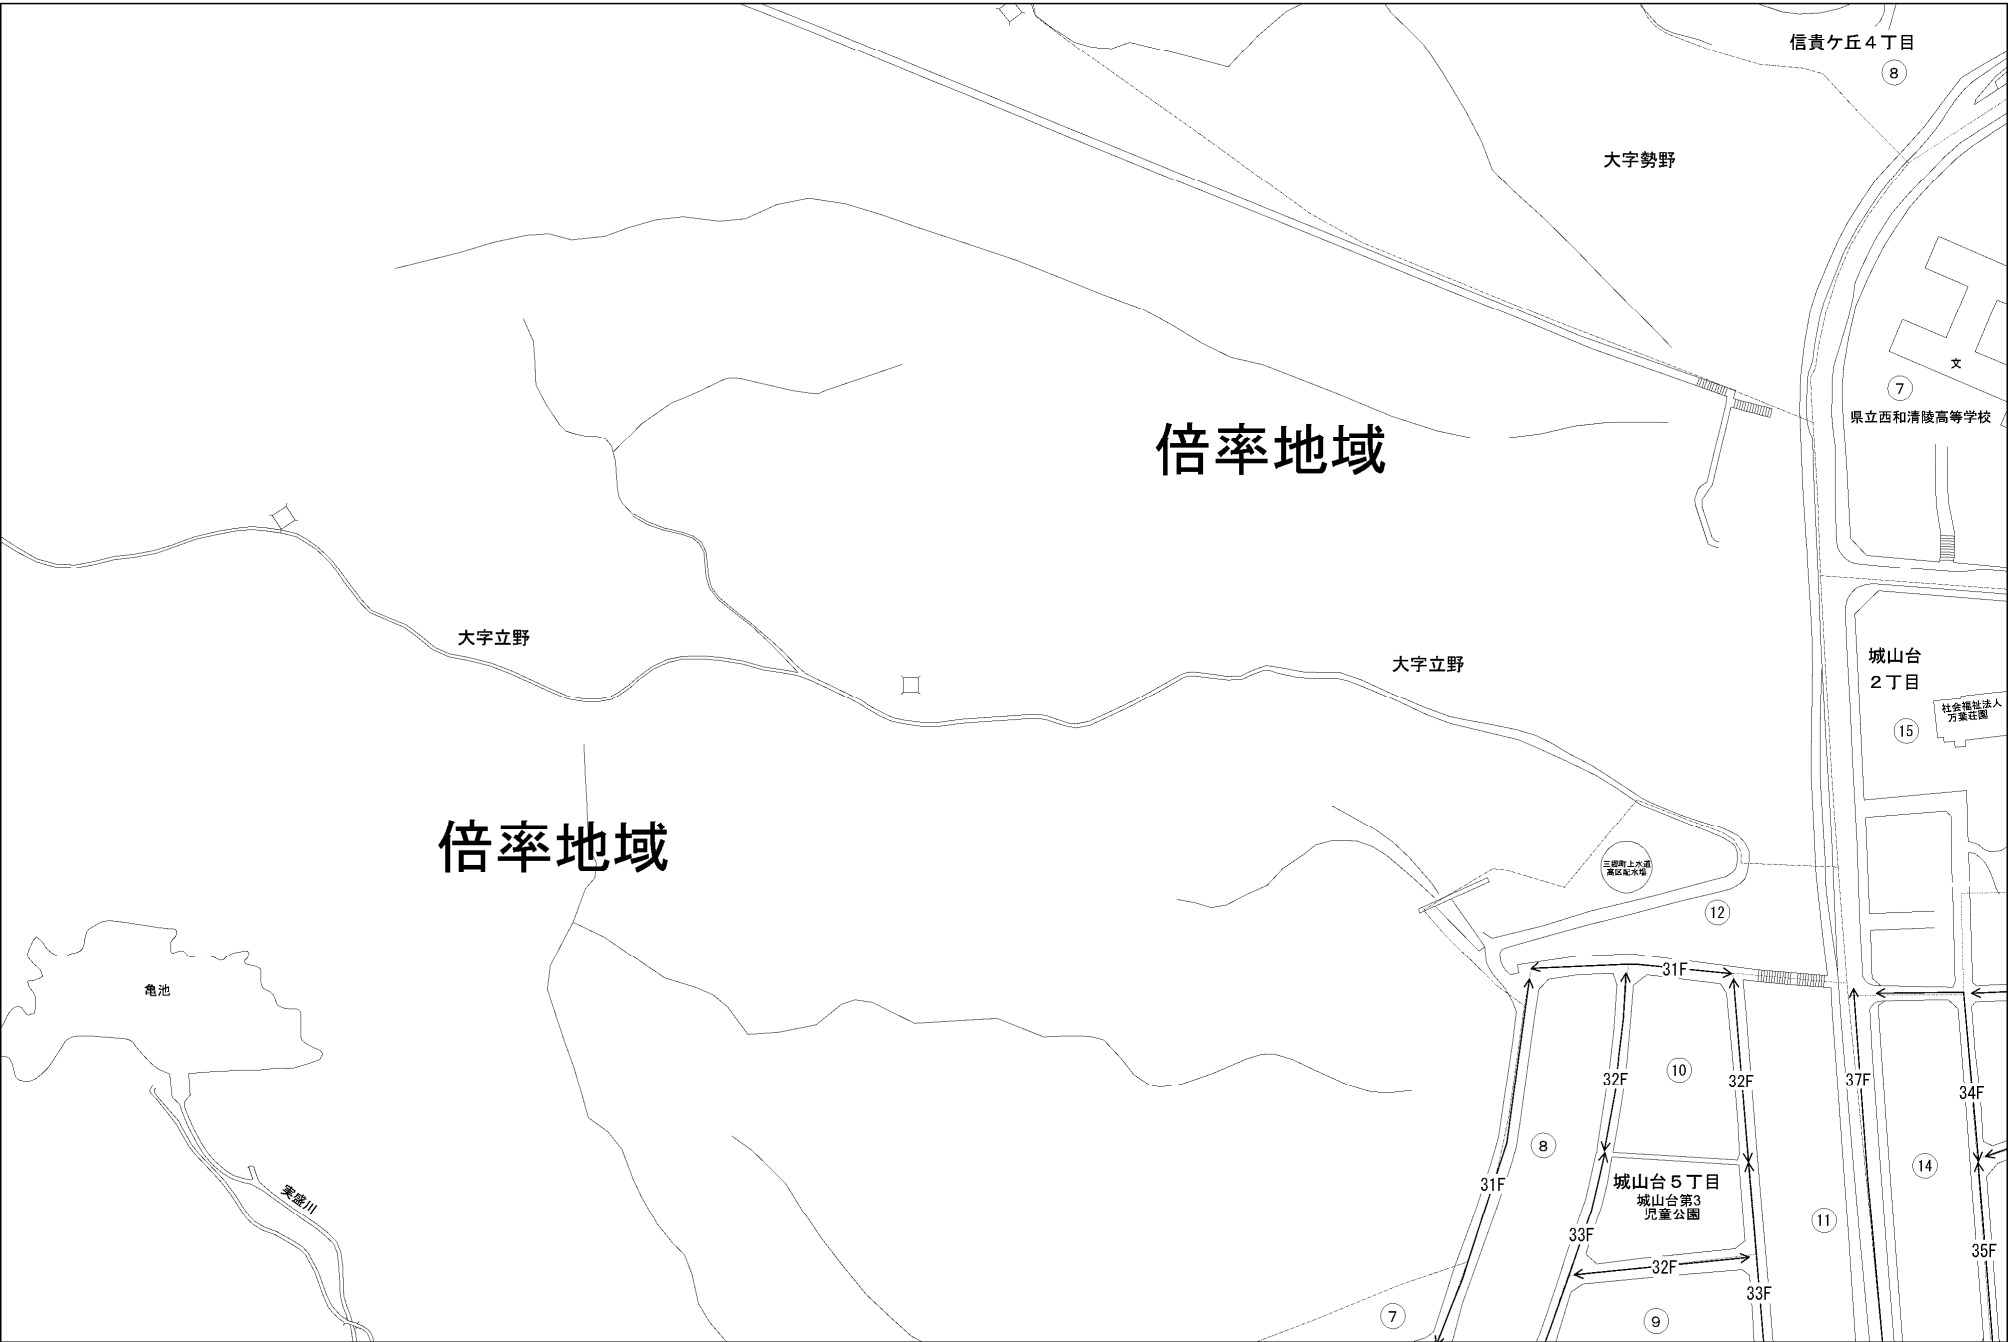 信貴ケ丘４丁目
8
大字勢野
文
7
県立西和清陵高等学校
倍率地域
大字立野
大字立野
城山台
２丁目
社会福祉法人
万葉荘園
15
倍率地域
三郷町上水道
高区配水場
12
亀池
31F
32F
10
32F
37F
34F
8
14
31F
城山台５丁目
城山台第3
児童公園
実盛川
11
33F
32F
35F
33F
7
9